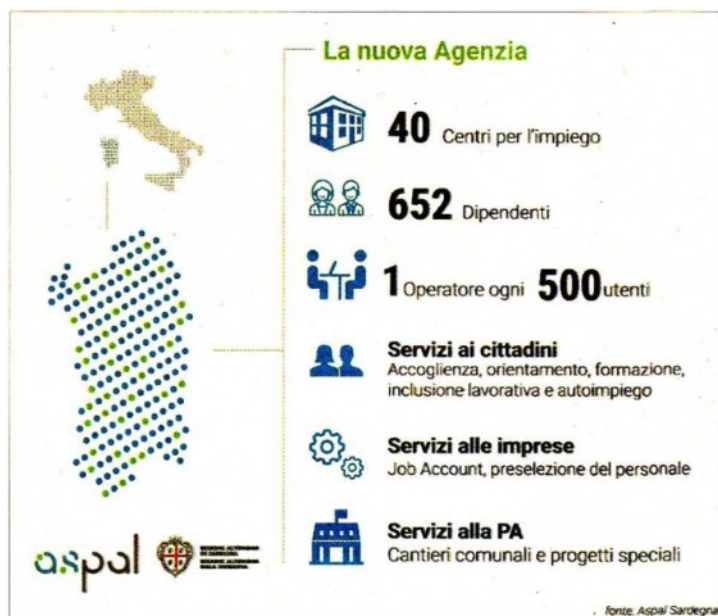 La nuova Agenzia
40 Centri per l'impiego
652 Dipendenti
1 Operatore ogni 500 utenti
Servizi ai cittadini
Accoglienza, orientamento, formazione,
inclusione lavorativa e autoimpiego
Servizi alle imprese
Job Account, preselezione del personale
Servizi alla PA
Cantieri comunali e progetti speciali
aspal
fonte: Aspal Sardegna